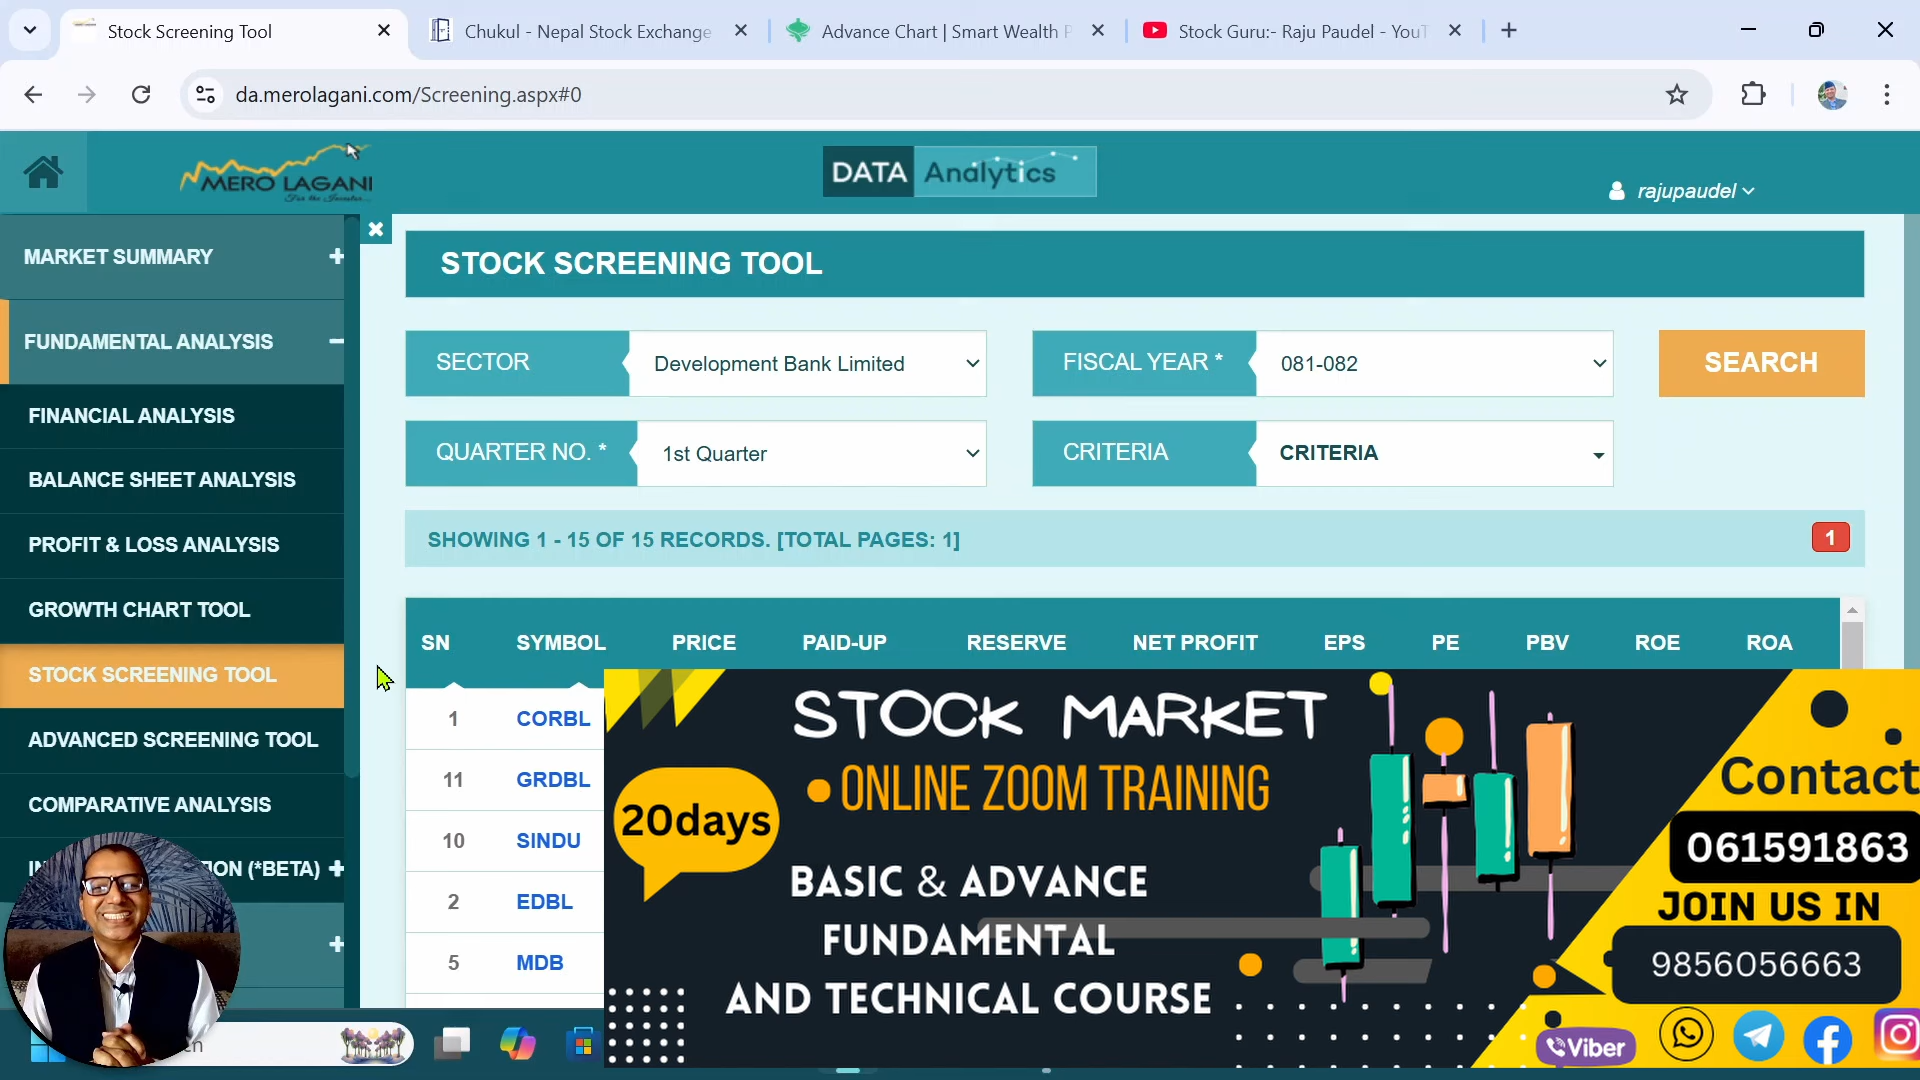 Stock Screening Tool
Chukul - Nepal Stock Exchange
Advance Chart | Smart Wealth P
Stock Guru:- Raju Paudel - YouT
da.merolagani.com/Screening.aspx#0
MERO LAGANI
For the Investor...
DATA Analytics
rajupaudel
MARKET SUMMARY
FUNDAMENTAL ANALYSIS
FINANCIAL ANALYSIS
BALANCE SHEET ANALYSIS
PROFIT & LOSS ANALYSIS
GROWTH CHART TOOL
STOCK SCREENING TOOL
ADVANCED SCREENING TOOL
COMPARATIVE ANALYSIS
ON (*BETA)
STOCK SCREENING TOOL
SECTOR
Development Bank Limited
FISCAL YEAR *
081-082
SEARCH
QUARTER NO. *
1st Quarter
CRITERIA
CRITERIA
SHOWING 1 - 15 OF 15 RECORDS. [TOTAL PAGES: 1]
1
SN SYMBOL PRICE PAID-UP RESERVE NET PROFIT EPS PE PBV ROE ROA
1 CORBL
11 GRDBL
10 SINDU
2 EDBL
5 MDB
STOCK MARKET
ONLINE ZOOM TRAINING
20days
BASIC & ADVANCE
FUNDAMENTAL
AND TECHNICAL COURSE
Contact
061591863
JOIN US IN
9856056663
Viber